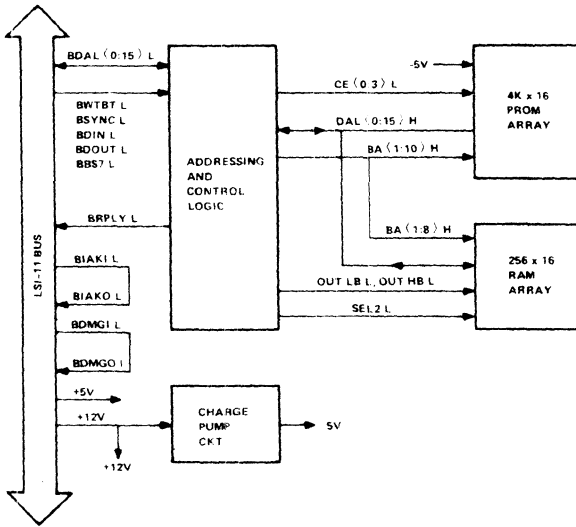 BDAL ⟨0:15⟩ L
BWTBT L
BSYNC L
BDIN L
BDOUT L
BBS7 L
BRPLY L
BIAKI L
BIAKO L
BDMGI L
BDMGO L
+5V
+12V
+12V
LSI-11 BUS
ADDRESSING
AND
CONTROL
LOGIC
CHARGE
PUMP
CKT
5V
-5V
CE ⟨0 3⟩ L
DAL ⟨0:15⟩ H
BA ⟨1:10⟩ H
BA ⟨1:8⟩ H
OUT LB L, OUT HB L
SEL2 L
4K x 16
PROM
ARRAY
256 x 16
RAM
ARRAY